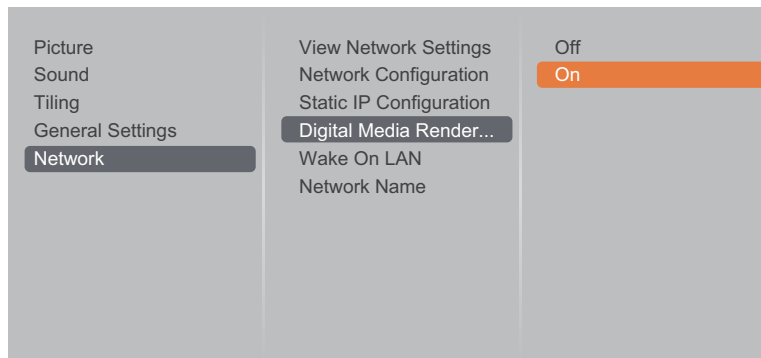 Picture
Sound
Tiling
General Settings
Network
View Network Settings
Network Configuration
Static IP Configuration
Digital Media Render...
Wake On LAN
Network Name
Off
On